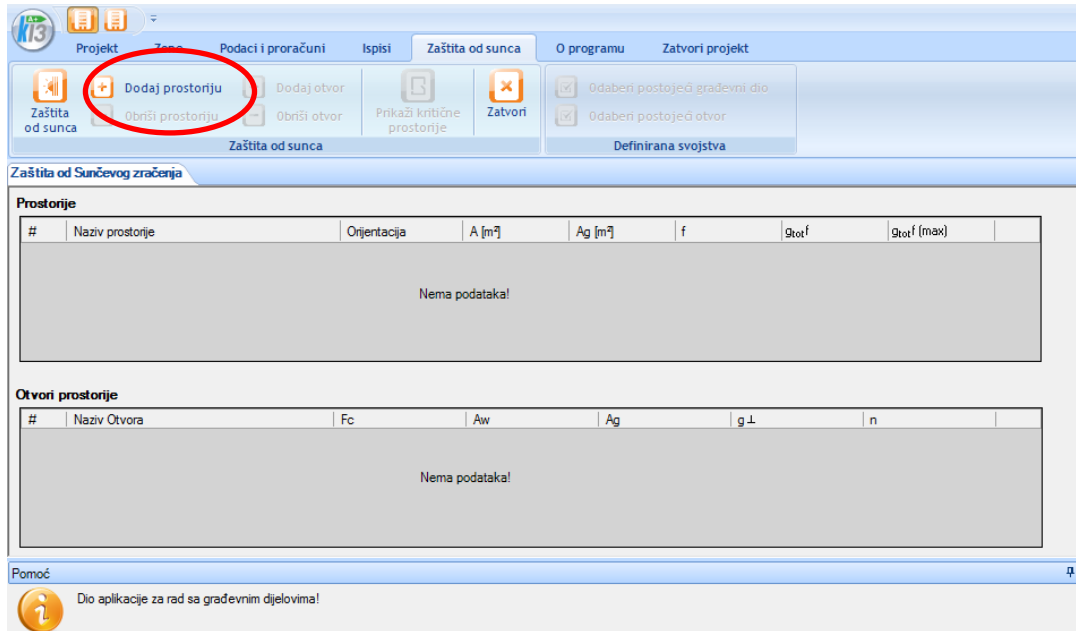 ki3
Projekt Zone Podaci i proračuni Ispisi Zaštita od sunca O programu Zatvori projekt
Zaštita od sunca
Dodaj prostoriju
Obriši prostoriju
Dodaj otvor
Obriši otvor
Prikaži kritične prostorije
Zatvori
Odaberi postojeći građevni dio
Odaberi postojeći otvor
Zaštita od sunca Definirana svojstva
Zaštita od Sunčevog zračenja
Prostorije
# Naziv prostorije Orijentacija A [m²] Ag [m²] f gtotf gtotf (max)
Nema podataka!
Otvori prostorije
# Naziv Otvora Fc Aw Ag g⊥ n
Nema podataka!
Pomoć
Dio aplikacije za rad sa građevnim dijelovima!